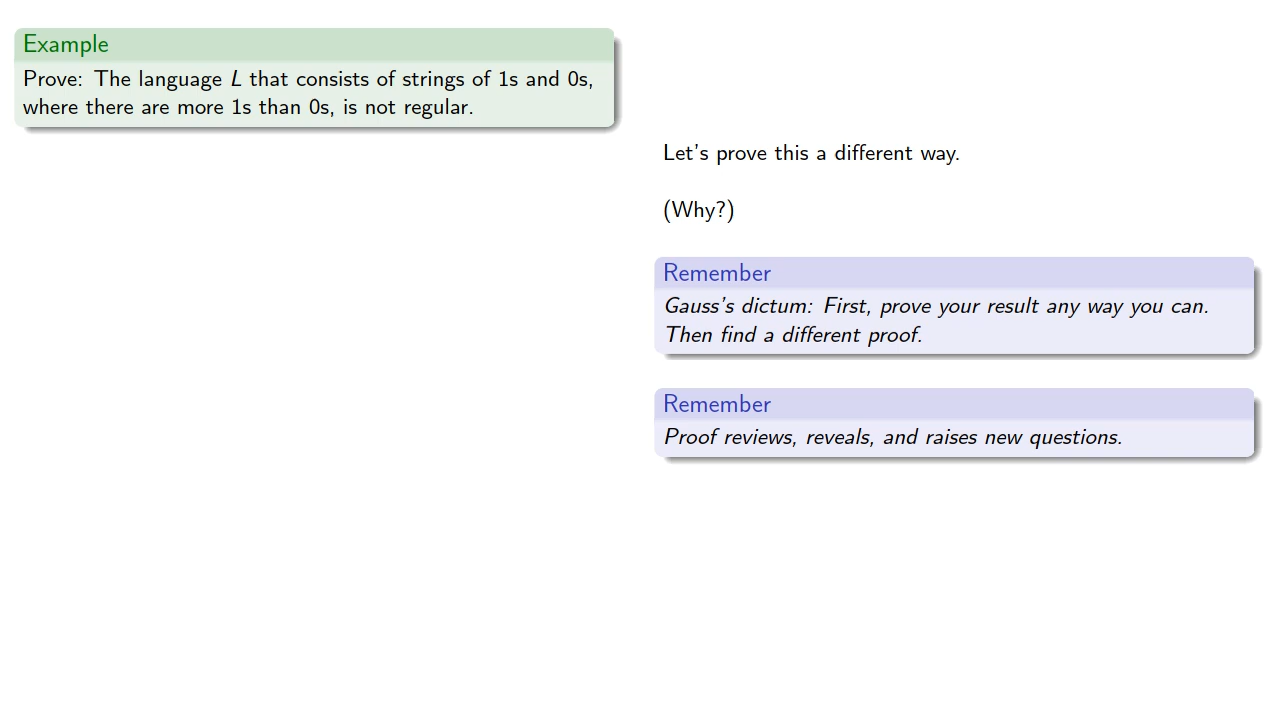 Example
Prove: The language L that consists of strings of 1s and 0s,
where there are more 1s than 0s, is not regular.
Let's prove this a different way.
(Why?)
Remember
Gauss's dictum: First, prove your result any way you can.
Then find a different proof.
Remember
Proof reviews, reveals, and raises new questions.